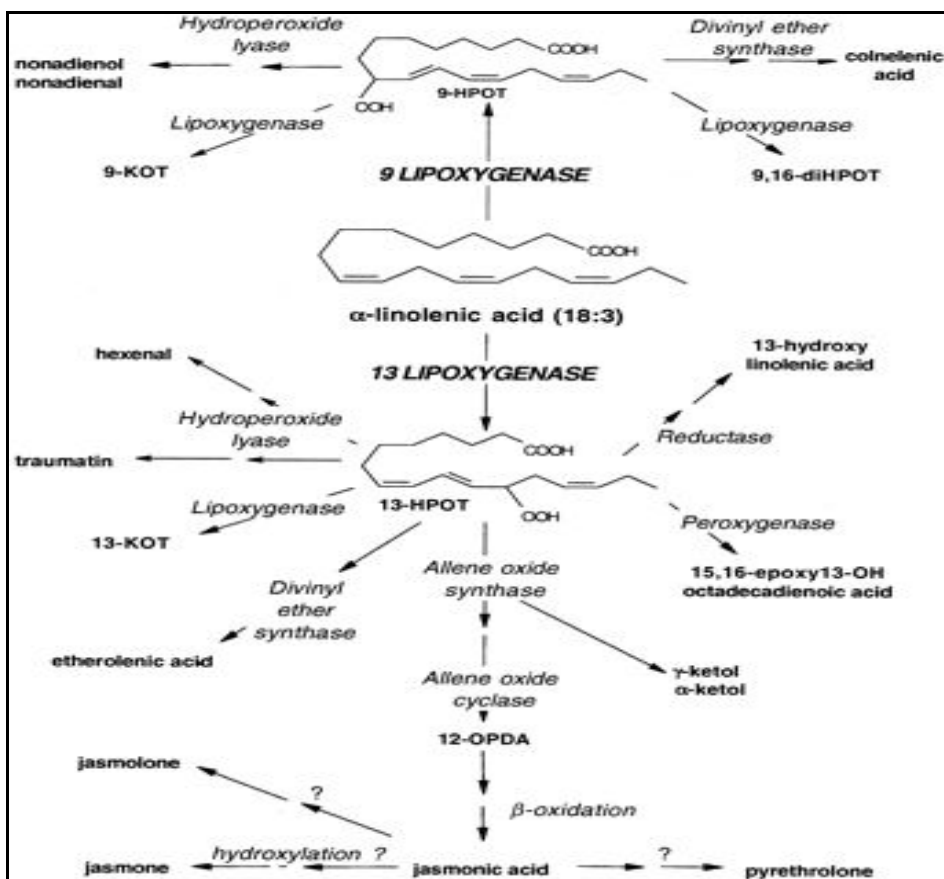 Hydroperoxide
lyase
nonadienol
nonadienal
COOH
9-HPOT
OOH
Divinyl ether
synthase
colnelenic
acid
Lipoxygenase
9-KOT
Lipoxygenase
9,16-diHPOT
9 LIPOXYGENASE
COOH
α-linolenic acid (18:3)
hexenal
13 LIPOXYGENASE
13-hydroxy
linolenic acid
Hydroperoxide
lyase
COOH
Reductase
traumatin
Lipoxygenase
13-HPOT
OOH
Peroxygenase
13-KOT
Allene oxide
synthase
15,16-epoxy13-OH
octadecadienoic acid
Divinyl
ether
synthase
etherolenic acid
γ-ketol
α-ketol
Allene oxide
cyclase
12-OPDA
jasmolone
?
β-oxidation
jasmone
hydroxylation ?
jasmonic acid
?
pyrethrolone